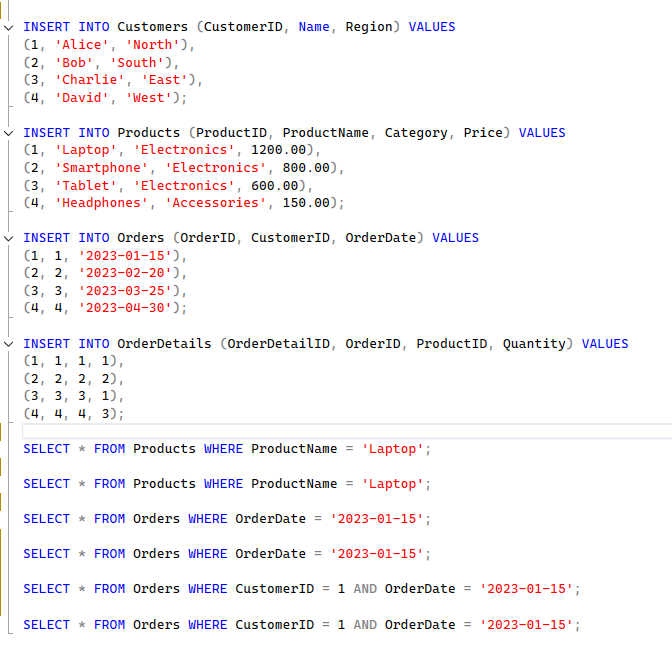 INSERT INTO Customers (CustomerID, Name, Region) VALUES
(1, 'Alice', 'North'),
(2, 'Bob', 'South'),
(3, 'Charlie', 'East'),
(4, 'David', 'West');
INSERT INTO Products (ProductID, ProductName, Category, Price) VALUES
(1, 'Laptop', 'Electronics', 1200.00),
(2, 'Smartphone', 'Electronics', 800.00),
(3, 'Tablet', 'Electronics', 600.00),
(4, 'Headphones', 'Accessories', 150.00);
INSERT INTO Orders (OrderID, CustomerID, OrderDate) VALUES
(1, 1, '2023-01-15'),
(2, 2, '2023-02-20'),
(3, 3, '2023-03-25'),
(4, 4, '2023-04-30');
INSERT INTO OrderDetails (OrderDetailID, OrderID, ProductID, Quantity) VALUES
(1, 1, 1, 1),
(2, 2, 2, 2),
(3, 3, 3, 1),
(4, 4, 4, 3);
SELECT * FROM Products WHERE ProductName = 'Laptop';
SELECT * FROM Products WHERE ProductName = 'Laptop';
SELECT * FROM Orders WHERE OrderDate = '2023-01-15';
SELECT * FROM Orders WHERE OrderDate = '2023-01-15';
SELECT * FROM Orders WHERE CustomerID = 1 AND OrderDate = '2023-01-15';
SELECT * FROM Orders WHERE CustomerID = 1 AND OrderDate = '2023-01-15';